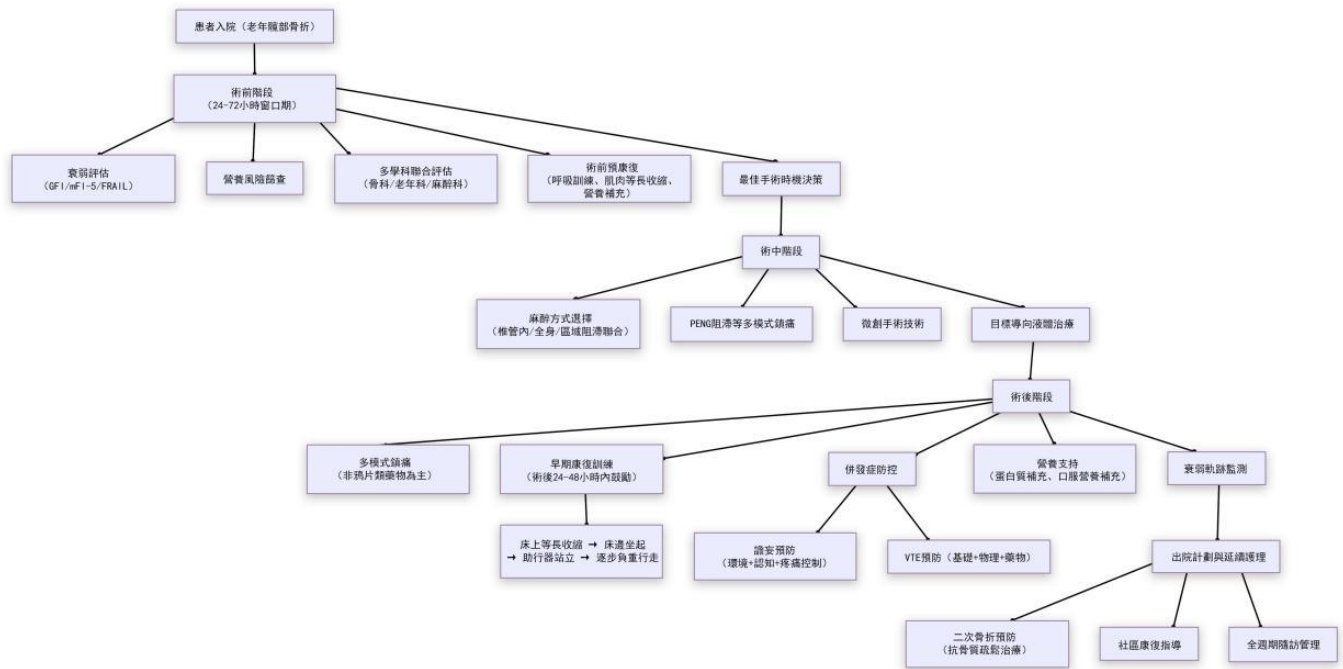 患者入院（老年髖部骨折）
術前階段
（24-72小時窗口期）
衰弱評估
（GFI/mFI-5/FRAIL）
營養風險篩查
多學科聯合評估
（骨科/老年科/麻醉科）
術前預康復
（呼吸訓練、肌肉等長收縮、
營養補充）
最佳手術時機決策
術中階段
麻醉方式選擇
（椎管內/全身/區域阻滯聯合）
PENG阻滯等多模式鎮痛
微創手術技術
目標導向液體治療
術後階段
多模式鎮痛
（非鴉片類藥物為主）
早期康復訓練
（術後24-48小時內鼓勵）
併發症防控
營養支持
（蛋白質補充、口服營養補充）
衰弱軌跡監測
床上等長收縮 → 床邊坐起
→ 助行器站立 → 逐步負重行走
譫妄預防
（環境+認知+疼痛控制）
VTE預防（基礎+物理+藥物）
出院計劃與延續護理
二次骨折預防
（抗骨質疏鬆治療）
社區康復指導
全週期隨訪管理